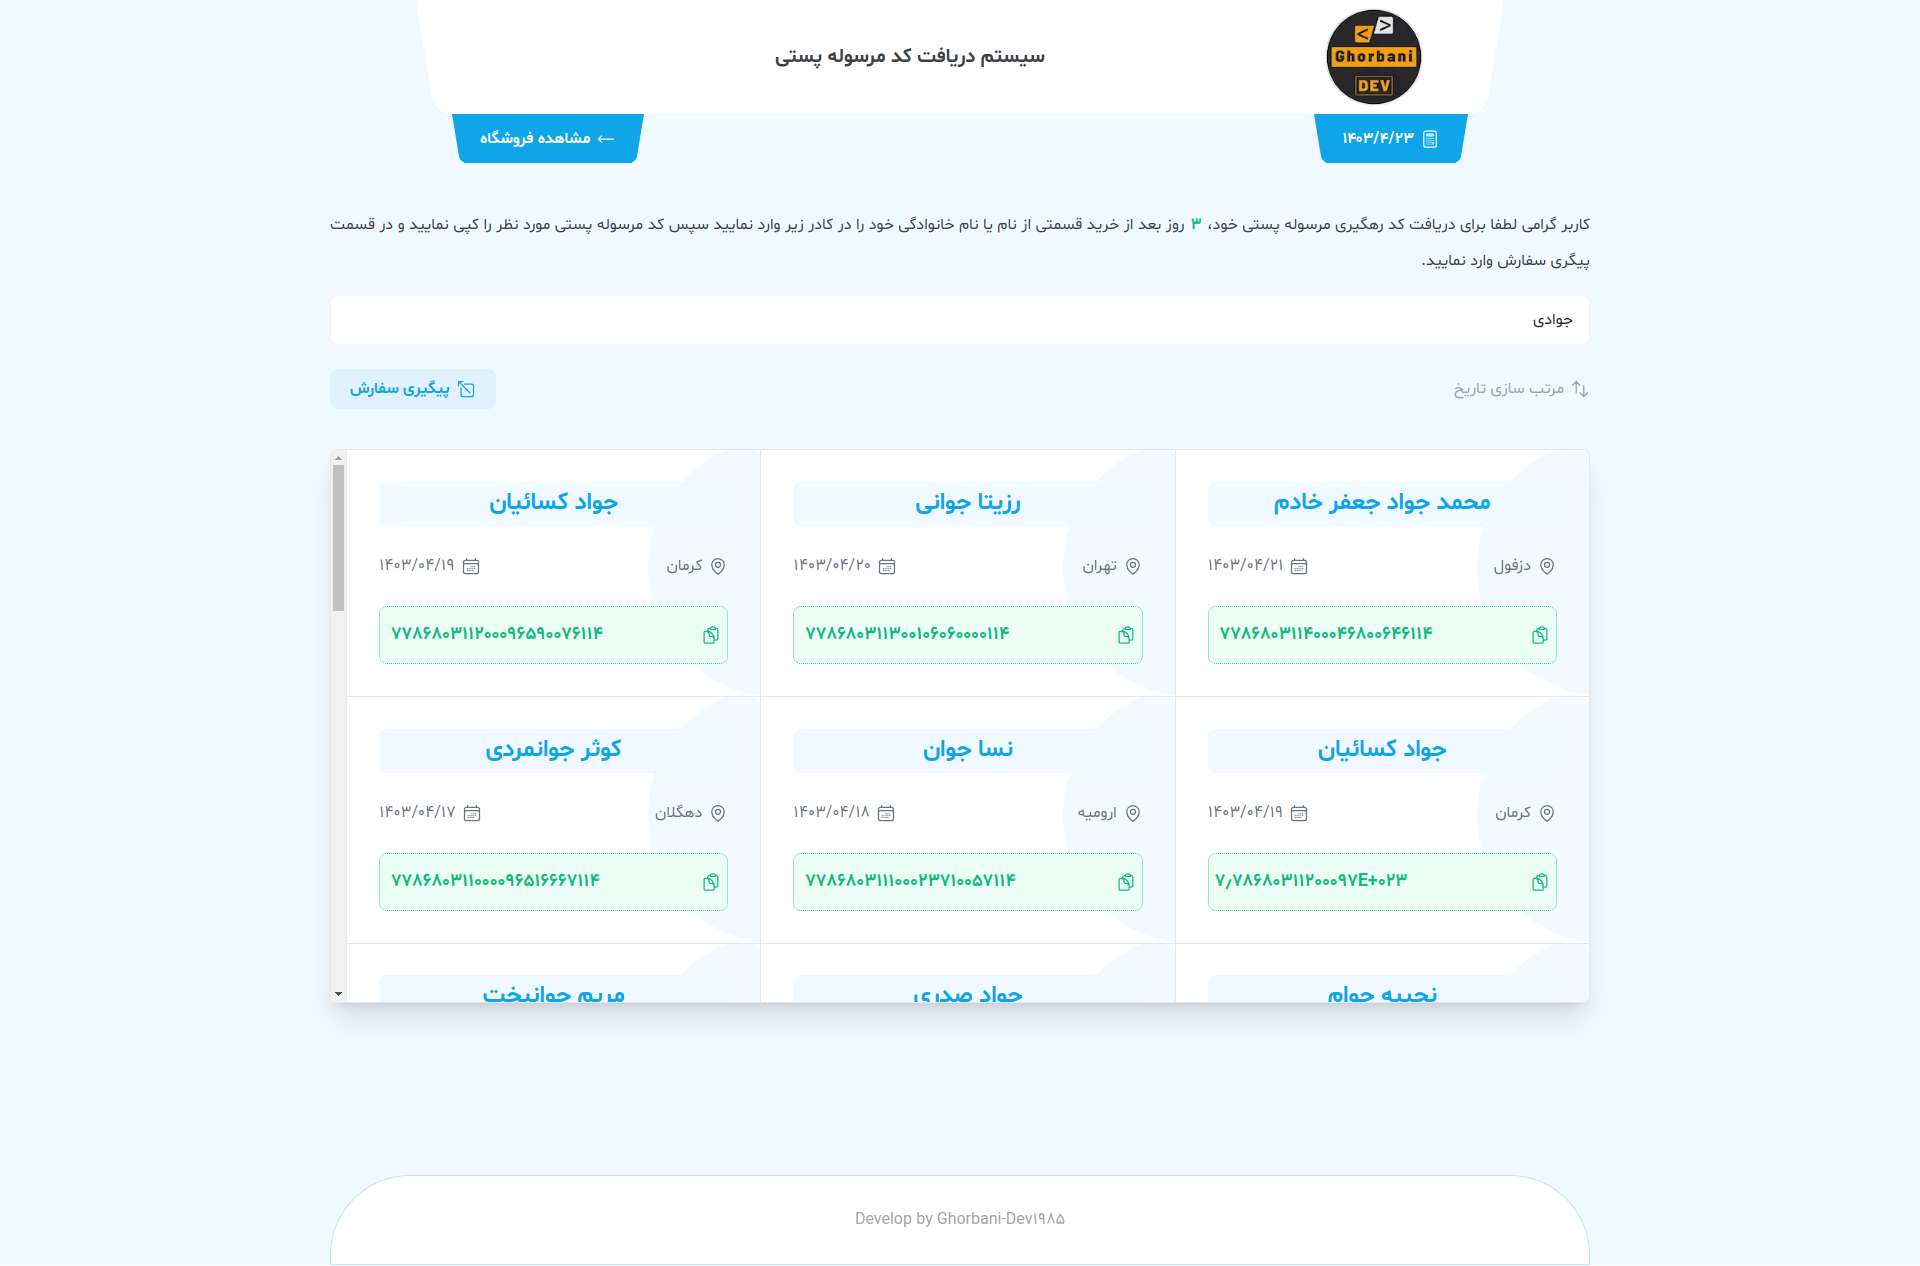 < >
Ghorbani
DEV
سیستم دریافت کد مرسوله پستی
۱۴۰۳/۴/۲۳
مشاهده فروشگاه
کاربر گرامی لطفا برای دریافت کد رهگیری مرسوله پستی خود، ۳ روز بعد از خرید قسمتی از نام یا نام خانوادگی خود را در کادر زیر وارد نمایید سپس کد مرسوله پستی مورد نظر را کپی نمایید و در قسمت
پیگری سفارش وارد نمایید.
جوادی
مرتب سازی تاریخ
پیگیری سفارش
محمد جواد جعفر خادم
دزفول
۱۴۰۳/۰۴/۲۱
۷۷۸۶۸۰۳۱۱۴۰۰۰۴۶۸۰۰۶۴۶۱۱۴
رزیتا جوانی
تهران
۱۴۰۳/۰۴/۲۰
۷۷۸۶۸۰۳۱۱۳۰۰۱۰۶۰۶۰۰۰۰۱۱۴
جواد کسائیان
کرمان
۱۴۰۳/۰۴/۱۹
۷۷۸۶۸۰۳۱۱۲۰۰۰۹۶۵۹۰۰۷۶۱۱۴
جواد کسائیان
کرمان
۱۴۰۳/۰۴/۱۹
۷٫۷۸۶۸۰۳۱۱۲۰۰۰۹۷E+۰۲۳
نسا جوان
ارومیه
۱۴۰۳/۰۴/۱۸
۷۷۸۶۸۰۳۱۱۱۰۰۰۲۳۷۱۰۰۵۷۱۱۴
کوثر جوانمردی
دهگلان
۱۴۰۳/۰۴/۱۷
۷۷۸۶۸۰۳۱۱۰۰۰۰۹۶۵۱۶۶۶۷۱۱۴
نجیبه جوام
جواد صدری
مریم جوانبخت
Develop by Ghorbani-Dev۱۹۸۵